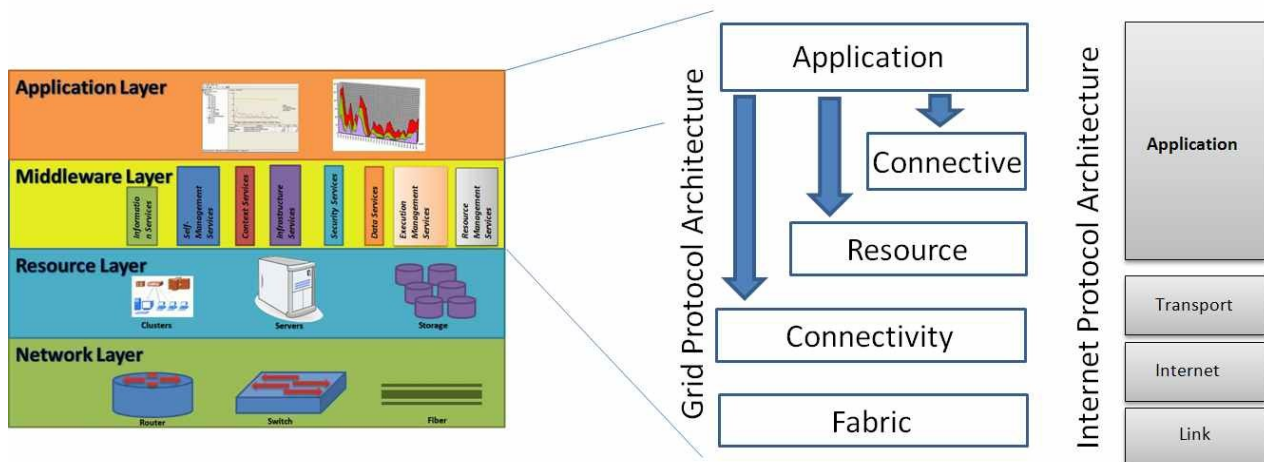 Application Layer
Middleware Layer
Informatio
n Services
Self-
Management
Services
Context Services
Infrastructure
Services
Security Services
Data Services
Execution
Management
Services
Resource
Management
Services
Resource Layer
Clusters
Servers
Storage
Network Layer
Router
Switch
Fiber
Grid Protocol Architecture
Application
Connective
Resource
Connectivity
Fabric
Internet Protocol Architecture
Application
Transport
Internet
Link